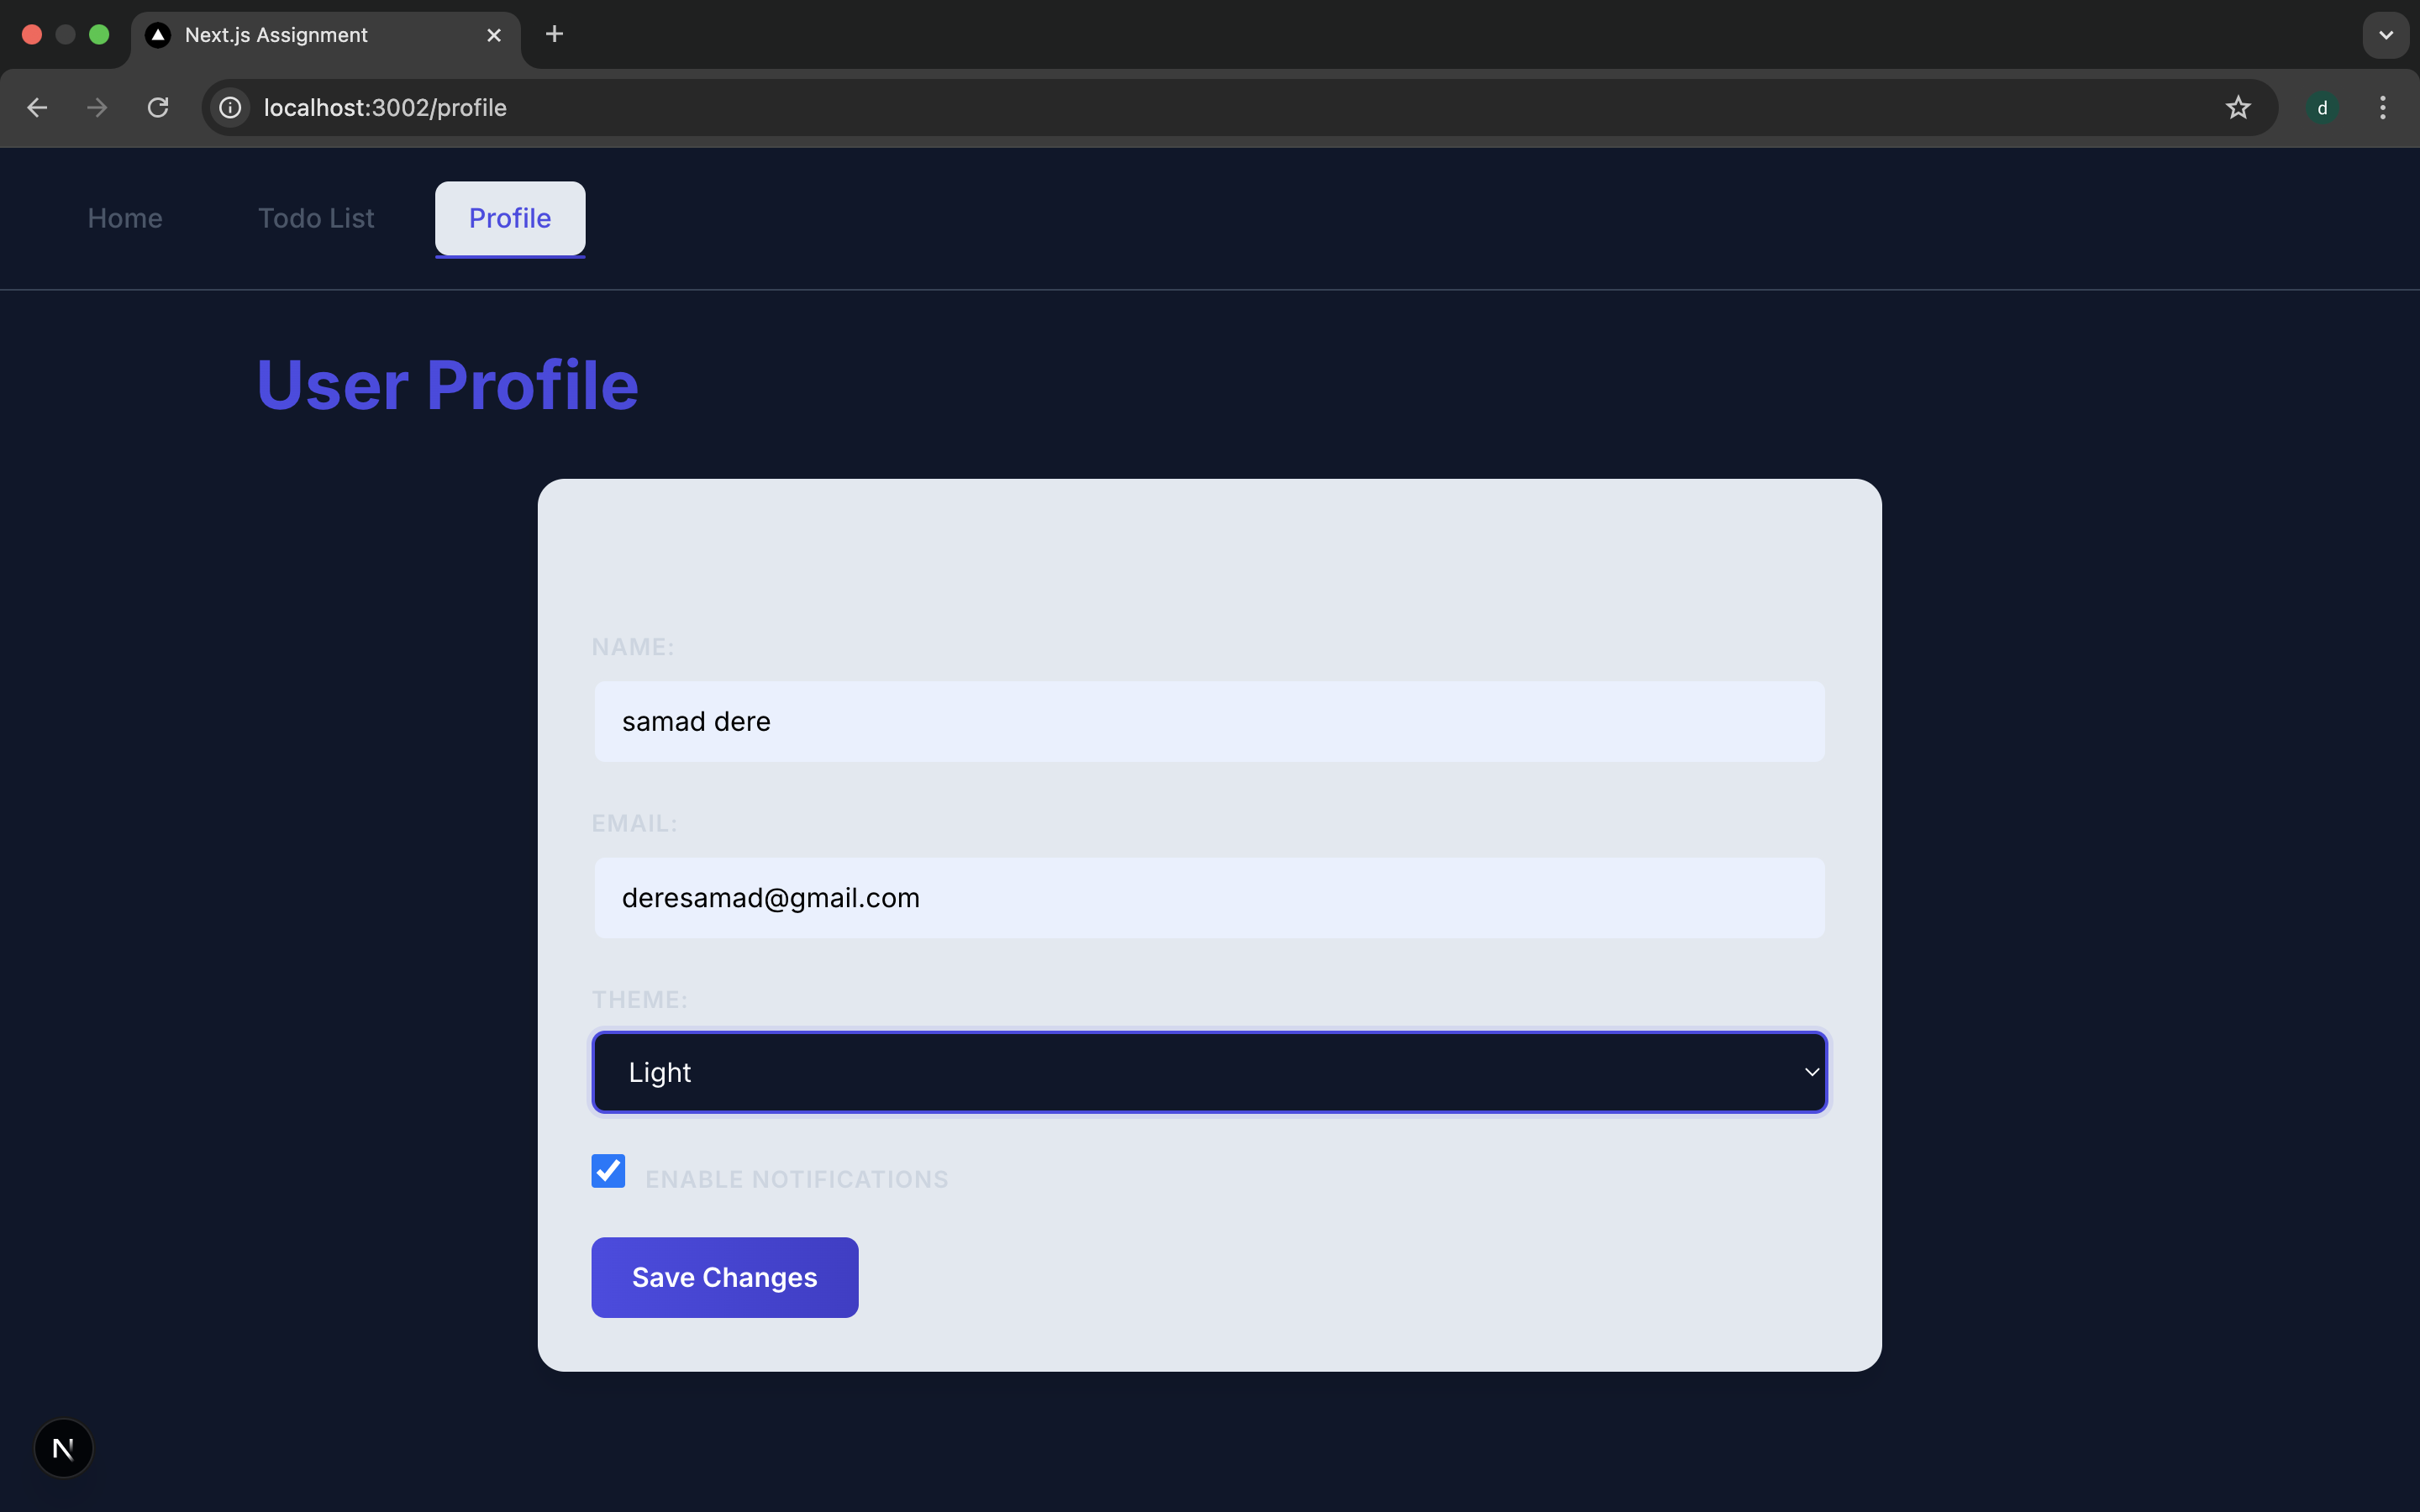 Next.js Assignment
localhost:3002/profile
d
Home
Todo List
Profile
User Profile
NAME:
samad dere
EMAIL:
deresamad@gmail.com
THEME:
Light
ENABLE NOTIFICATIONS
Save Changes
N